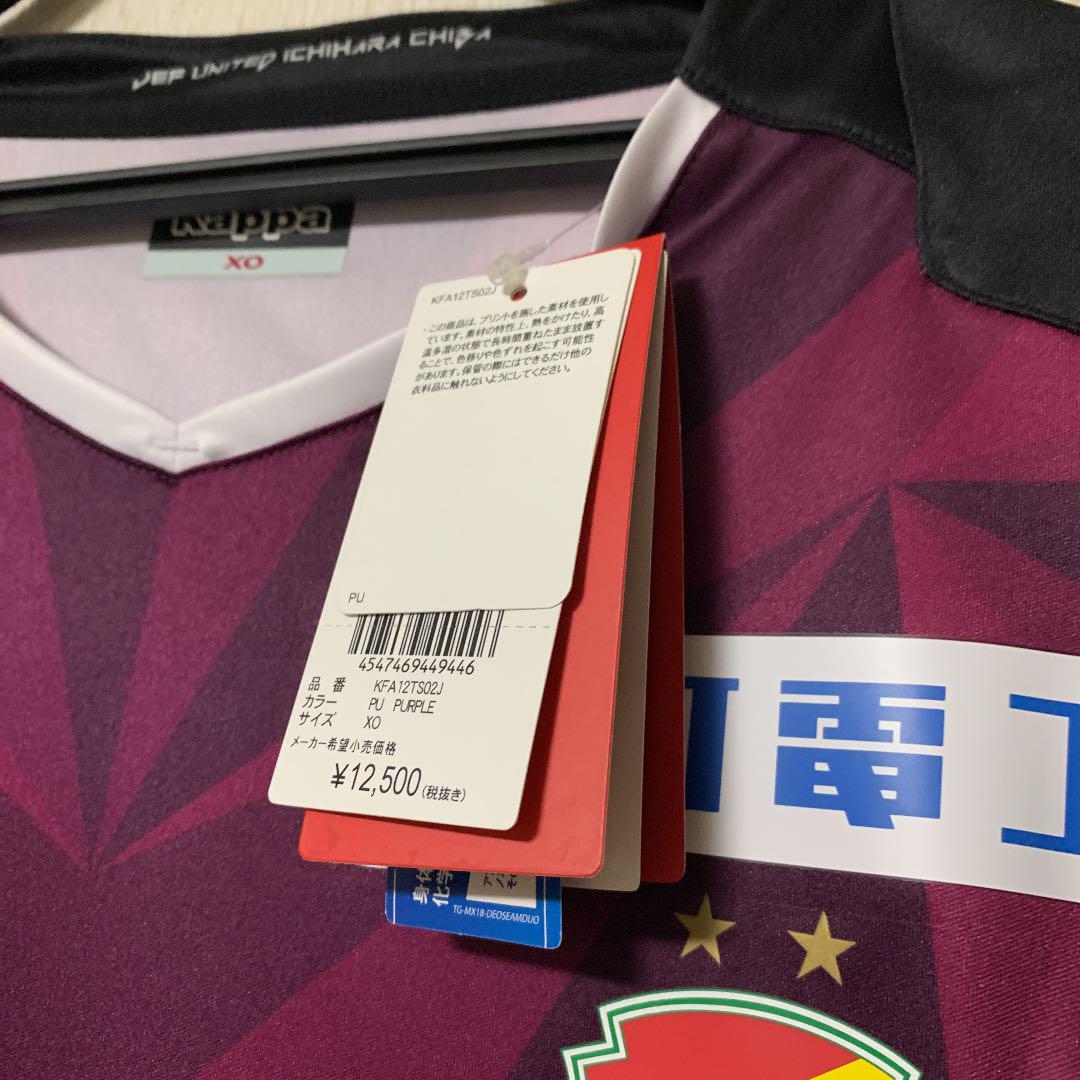 JEF UNITED ICHIHARA CHIBA
Kappa
XO
KFA12TS02J
・この商品は、プリントを施した素材を使用し
ています。素材の特性上、熱をかけたり、高
温多湿の状態で長時間重ねたまま放置す
ることで、色移りや色ずれを起こす可能性
があります。保管の際にはできるだけ他の
衣料品に触れないようにしてください。
PU
4547469449446
品 番 KFA12TS02J
カラー PU PURPLE
サイズ XO
メーカー希望小売価格
¥12,500(税抜き)
電
身体
化学
TG-MX18-DEOSEAMDUO